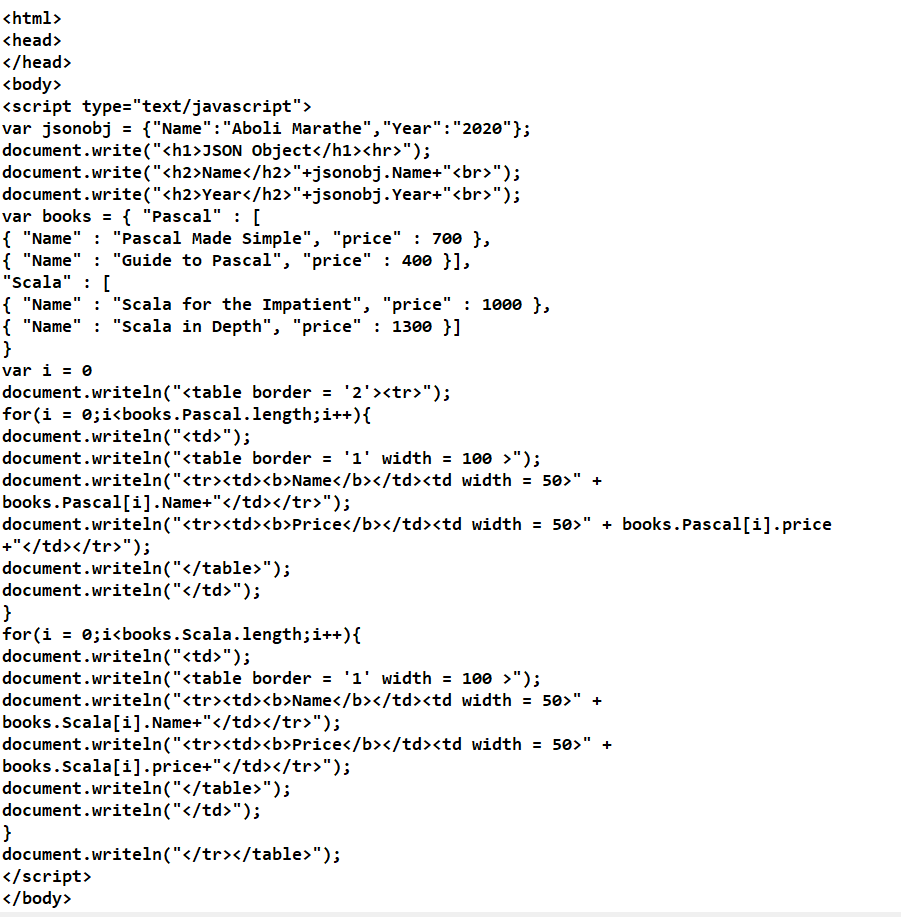 <html>
<head>
</head>
<body>
<script type="text/javascript">
var jsonobj = {"Name":"Aboli Marathe","Year":"2020"};
document.write("<h1>JSON Object</h1><hr>");
document.write("<h2>Name</h2>"+jsonobj.Name+"<br>");
document.write("<h2>Year</h2>"+jsonobj.Year+"<br>");
var books = { "Pascal" : [
{ "Name" : "Pascal Made Simple", "price" : 700 },
{ "Name" : "Guide to Pascal", "price" : 400 }],
"Scala" : [
{ "Name" : "Scala for the Impatient", "price" : 1000 },
{ "Name" : "Scala in Depth", "price" : 1300 }]
}
var i = 0
document.writeln("<table border = '2'><tr>");
for(i = 0;i<books.Pascal.length;i++){
document.writeln("<td>");
document.writeln("<table border = '1' width = 100 >");
document.writeln("<tr><td><b>Name</b></td><td width = 50>" +
books.Pascal[i].Name+"</td></tr>");
document.writeln("<tr><td><b>Price</b></td><td width = 50>" + books.Pascal[i].price
+"</td></tr>");
document.writeln("</table>");
document.writeln("</td>");
}
for(i = 0;i<books.Scala.length;i++){
document.writeln("<td>");
document.writeln("<table border = '1' width = 100 >");
document.writeln("<tr><td><b>Name</b></td><td width = 50>" +
books.Scala[i].Name+"</td></tr>");
document.writeln("<tr><td><b>Price</b></td><td width = 50>" +
books.Scala[i].price+"</td></tr>");
document.writeln("</table>");
document.writeln("</td>");
}
document.writeln("</tr></table>");
</script>
</body>